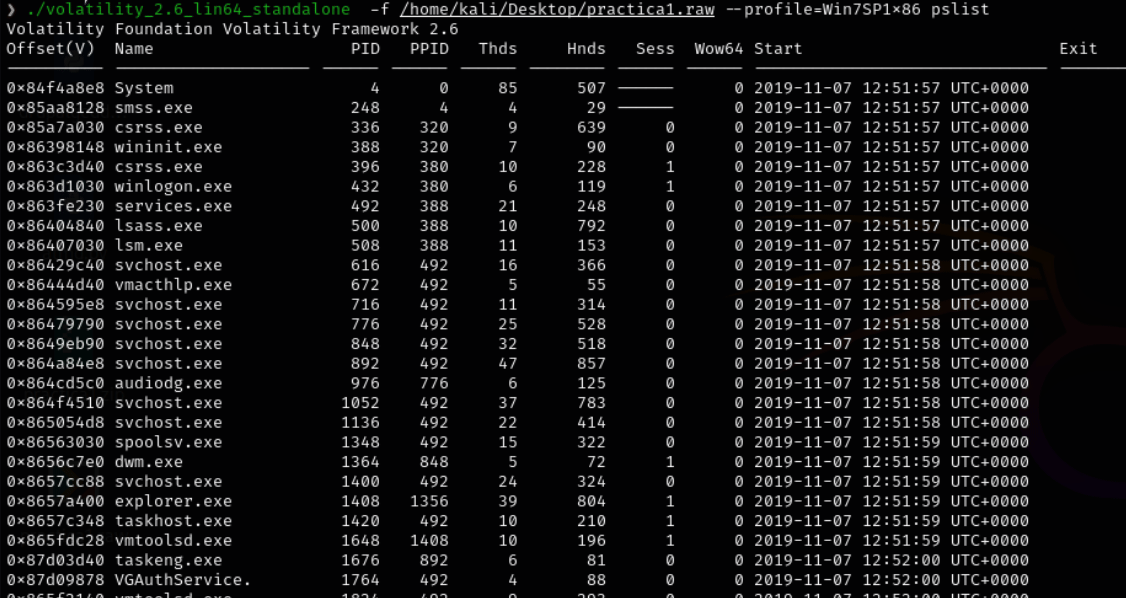 ❯ ./volatility_2.6_lin64_standalone -f /home/kali/Desktop/practica1.raw --profile=Win7SP1×86 pslist
Volatility Foundation Volatility Framework 2.6
Offset(V) Name PID PPID Thds Hnds Sess Wow64 Start Exit
0×84f4a8e8 System 4 0 85 507 —————— 0 2019-11-07 12:51:57 UTC+0000
0×85aa8128 smss.exe 248 4 4 29 —————— 0 2019-11-07 12:51:57 UTC+0000
0×85a7a030 csrss.exe 336 320 9 639 0 0 2019-11-07 12:51:57 UTC+0000
0×86398148 wininit.exe 388 320 7 90 0 0 2019-11-07 12:51:57 UTC+0000
0×863c3d40 csrss.exe 396 380 10 228 1 0 2019-11-07 12:51:57 UTC+0000
0×863d1030 winlogon.exe 432 380 6 119 1 0 2019-11-07 12:51:57 UTC+0000
0×863fe230 services.exe 492 388 21 248 0 0 2019-11-07 12:51:57 UTC+0000
0×86404840 lsass.exe 500 388 10 792 0 0 2019-11-07 12:51:57 UTC+0000
0×86407030 lsm.exe 508 388 11 153 0 0 2019-11-07 12:51:57 UTC+0000
0×86429c40 svchost.exe 616 492 16 366 0 0 2019-11-07 12:51:58 UTC+0000
0×86444d40 vmacthlp.exe 672 492 5 55 0 0 2019-11-07 12:51:58 UTC+0000
0×864595e8 svchost.exe 716 492 11 314 0 0 2019-11-07 12:51:58 UTC+0000
0×86479790 svchost.exe 776 492 25 528 0 0 2019-11-07 12:51:58 UTC+0000
0×8649eb90 svchost.exe 848 492 32 518 0 0 2019-11-07 12:51:58 UTC+0000
0×864a84e8 svchost.exe 892 492 47 857 0 0 2019-11-07 12:51:58 UTC+0000
0×864cd5c0 audiodg.exe 976 776 6 125 0 0 2019-11-07 12:51:58 UTC+0000
0×864f4510 svchost.exe 1052 492 37 783 0 0 2019-11-07 12:51:58 UTC+0000
0×865054d8 svchost.exe 1136 492 22 414 0 0 2019-11-07 12:51:58 UTC+0000
0×86563030 spoolsv.exe 1348 492 15 322 0 0 2019-11-07 12:51:59 UTC+0000
0×8656c7e0 dwm.exe 1364 848 5 72 1 0 2019-11-07 12:51:59 UTC+0000
0×8657cc88 svchost.exe 1400 492 24 324 0 0 2019-11-07 12:51:59 UTC+0000
0×8657a400 explorer.exe 1408 1356 39 804 1 0 2019-11-07 12:51:59 UTC+0000
0×8657c348 taskhost.exe 1420 492 10 210 1 0 2019-11-07 12:51:59 UTC+0000
0×865fdc28 vmtoolsd.exe 1648 1408 10 196 1 0 2019-11-07 12:51:59 UTC+0000
0×87d03d40 taskeng.exe 1676 892 6 81 0 0 2019-11-07 12:52:00 UTC+0000
0×87d09878 VGAuthService. 1764 492 4 88 0 0 2019-11-07 12:52:00 UTC+0000